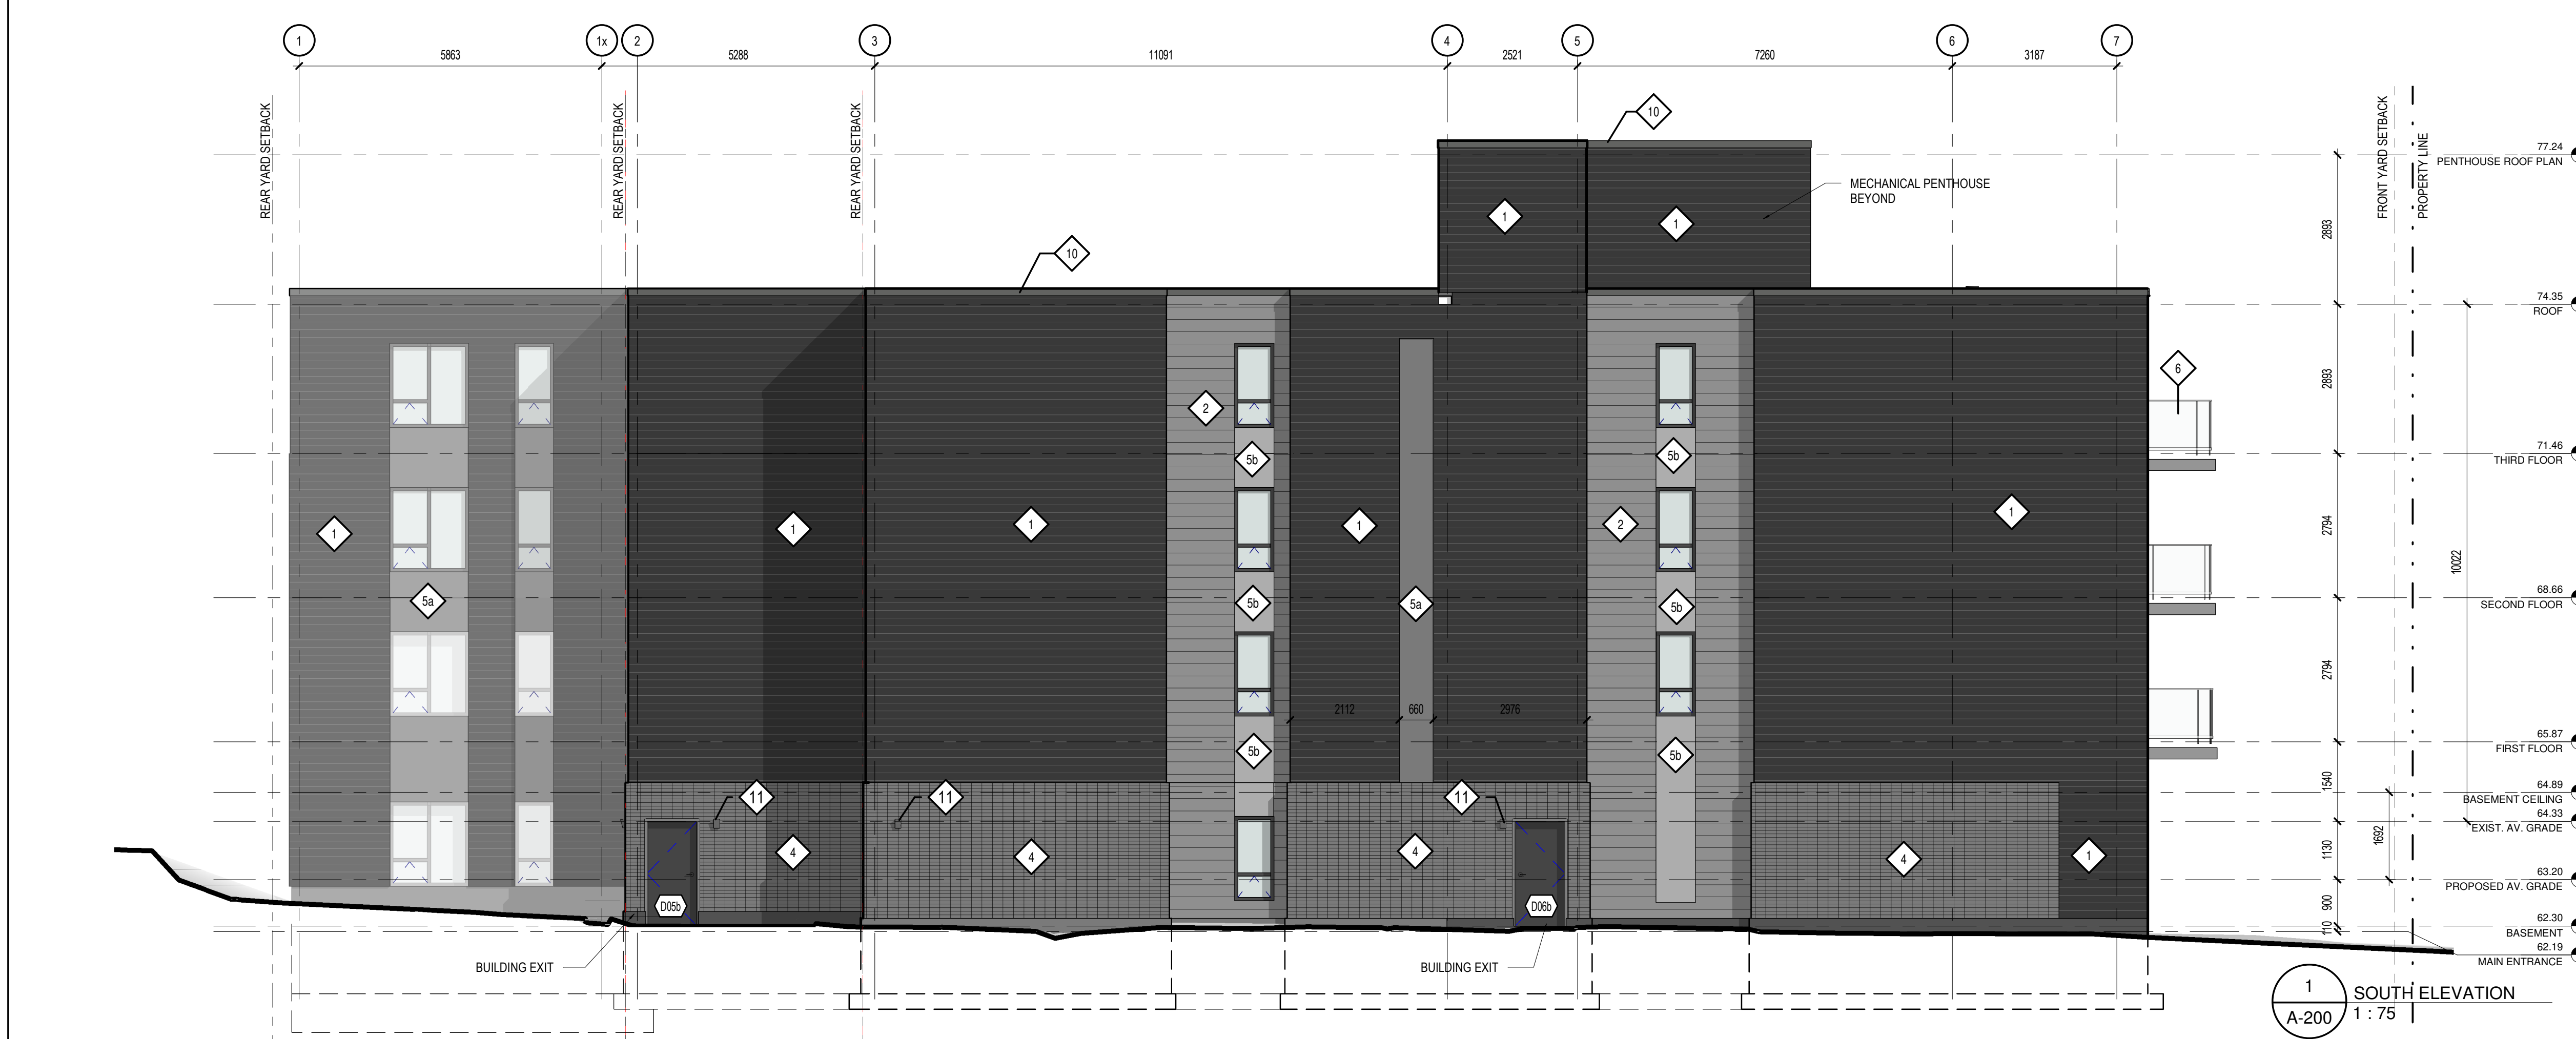 1 1x 2 3 4 5 6 7
5863 5288 11091 2521 7260 3187
REAR YARD SETBACK
REAR YARD SETBACK
REAR YARD SETBACK
FRONT YARD SETBACK
PROPERTY LINE
10
77.24
PENTHOUSE ROOF PLAN
MECHANICAL PENTHOUSE
BEYOND
1
1
2893
10
74.35
ROOF
6
2893
2
5b
5b
71.46
THIRD FLOOR
1
1
1
1
2
1
2794
10022
5a
5b
5a
5b
68.66
SECOND FLOOR
2794
2112 660 2976
5b
5b
65.87
FIRST FLOOR
1540
11
11
11
64.89
BASEMENT CEILING
64.33
EXIST. AV. GRADE
1692
1130
4
4
4
4
1
63.20
PROPOSED AV. GRADE
900
D05b
D06b
110
62.30
BASEMENT
62.19
MAIN ENTRANCE
BUILDING EXIT
BUILDING EXIT
1
A-200
SOUTH ELEVATION
1 : 75